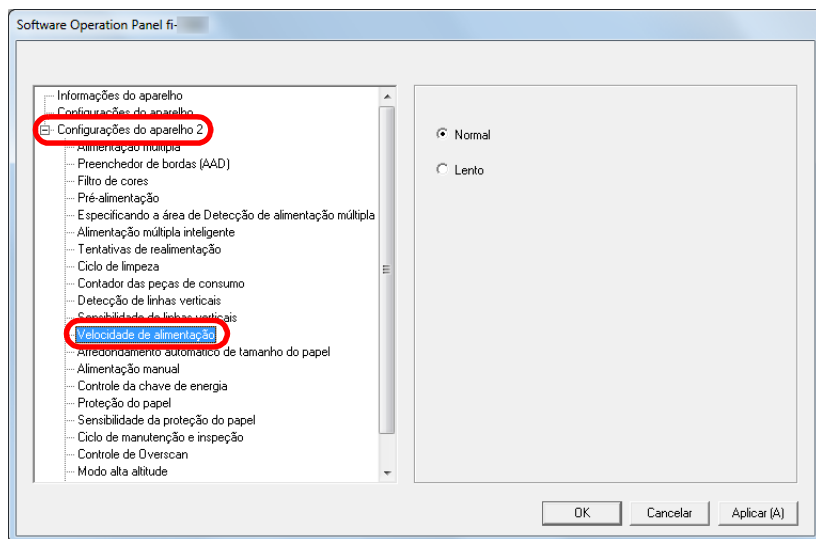 Software Operation Panel fi-
Informações do aparelho
Configurações do aparelho
Configurações do aparelho 2
Alimentação múltipla
Preenchedor de bordas (AAD)
Filtro de cores
Pré-alimentação
Especificando a área de Detecção de alimentação múltipla
Alimentação múltipla inteligente
Tentativas de realimentação
Ciclo de limpeza
Contador das peças de consumo
Detecção de linhas verticais
Sensibilidade de linhas verticais
Velocidade de alimentação
Arredondamento automático de tamanho do papel
Alimentação manual
Controle da chave de energia
Proteção do papel
Sensibilidade da proteção do papel
Ciclo de manutenção e inspeção
Controle de Overscan
Modo alta altitude
Normal
Lento
OK Cancelar Aplicar (A)